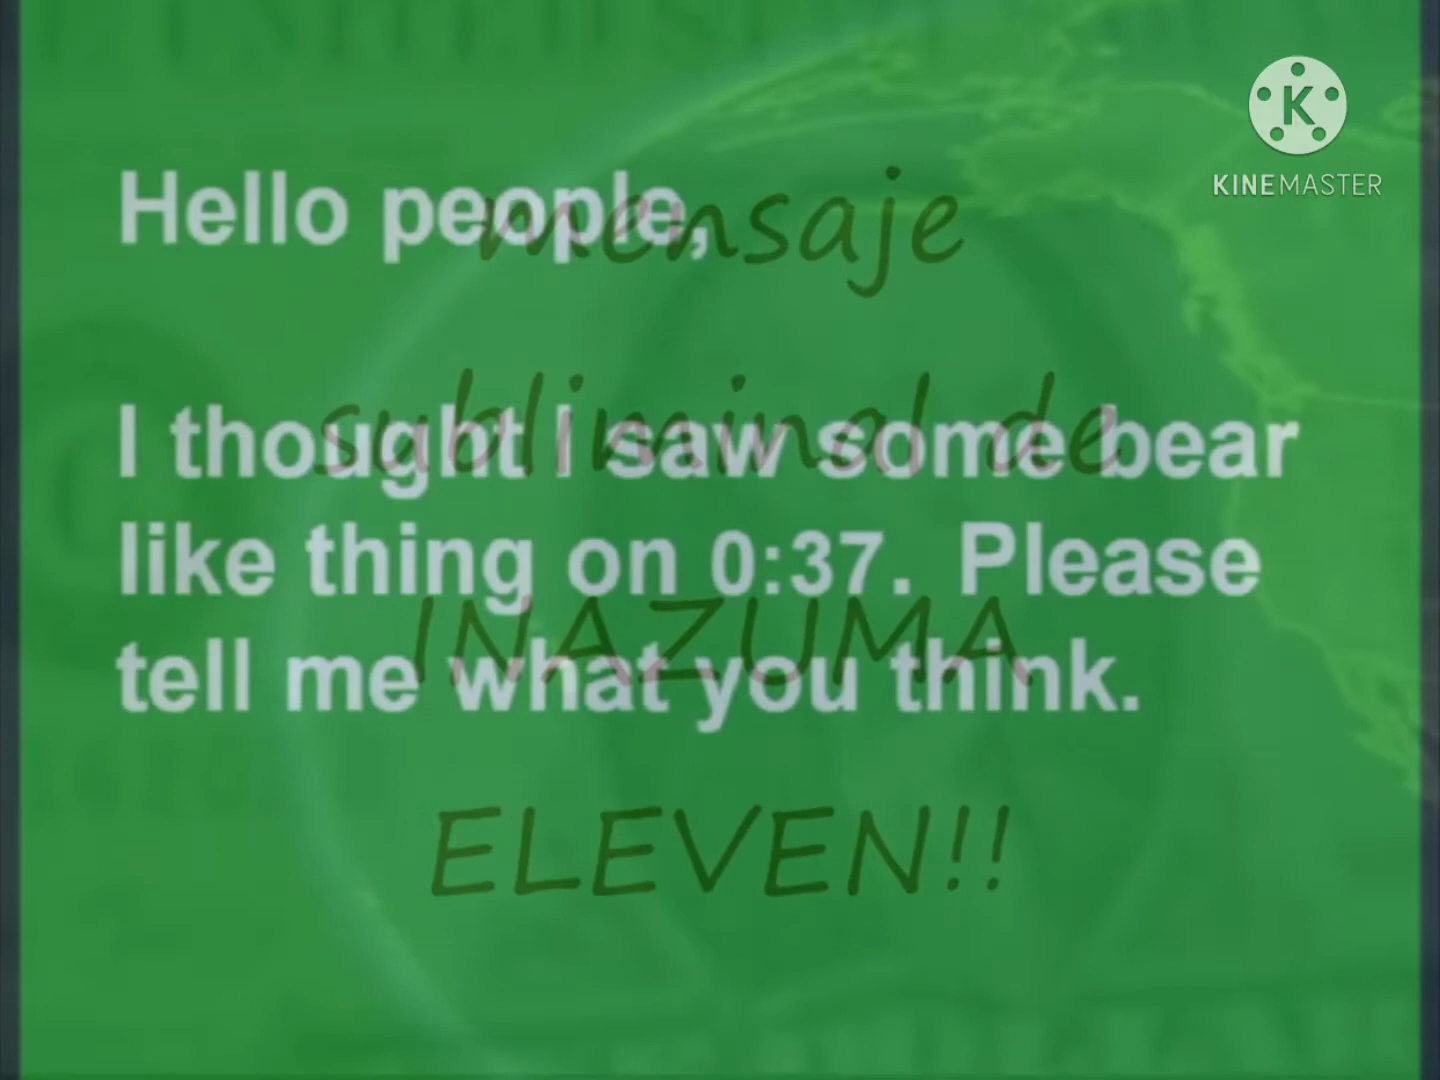 KINEMASTER
Hello people,
I thought I saw some bear
like thing on 0:37. Please
tell me what you think.
mensaje
subliminal de
INAZUMA
ELEVEN!!